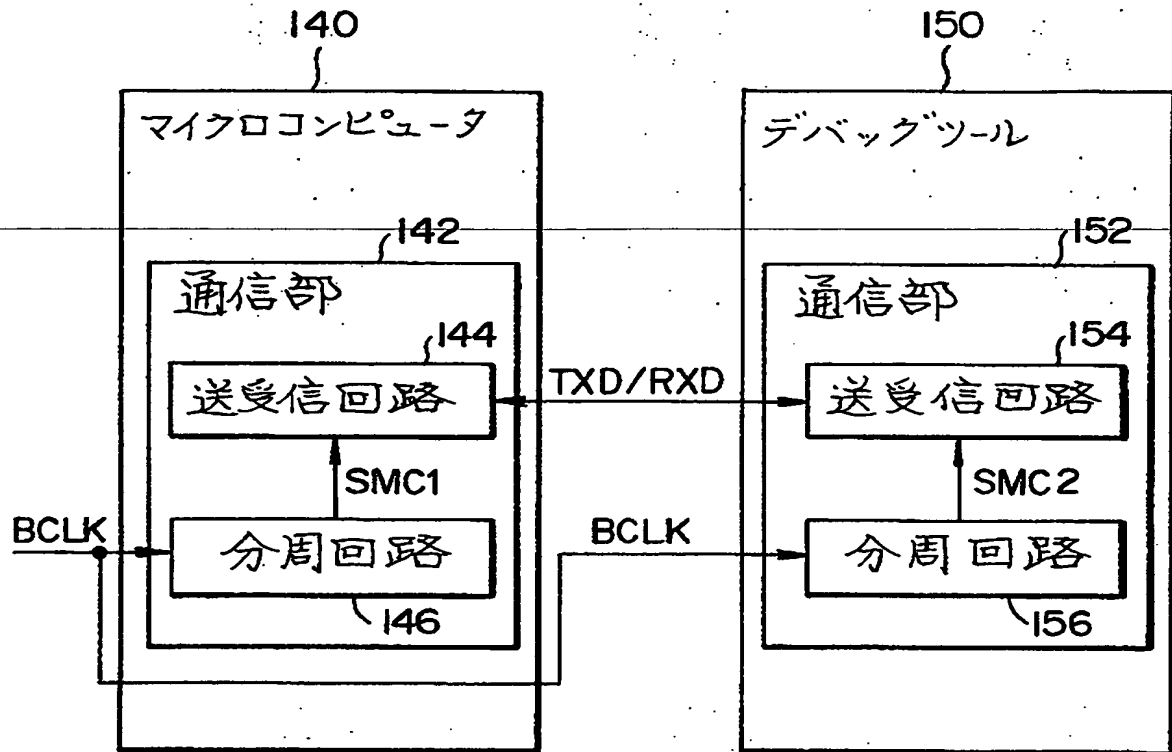 140
150
マイクロコンピュータ
デバッグツール
142
152
通信部
通信部
144
154
送受信回路
TXD/RXD
送受信回路
SMC1
SMC2
BCLK
分周回路
BCLK
分周回路
146
156